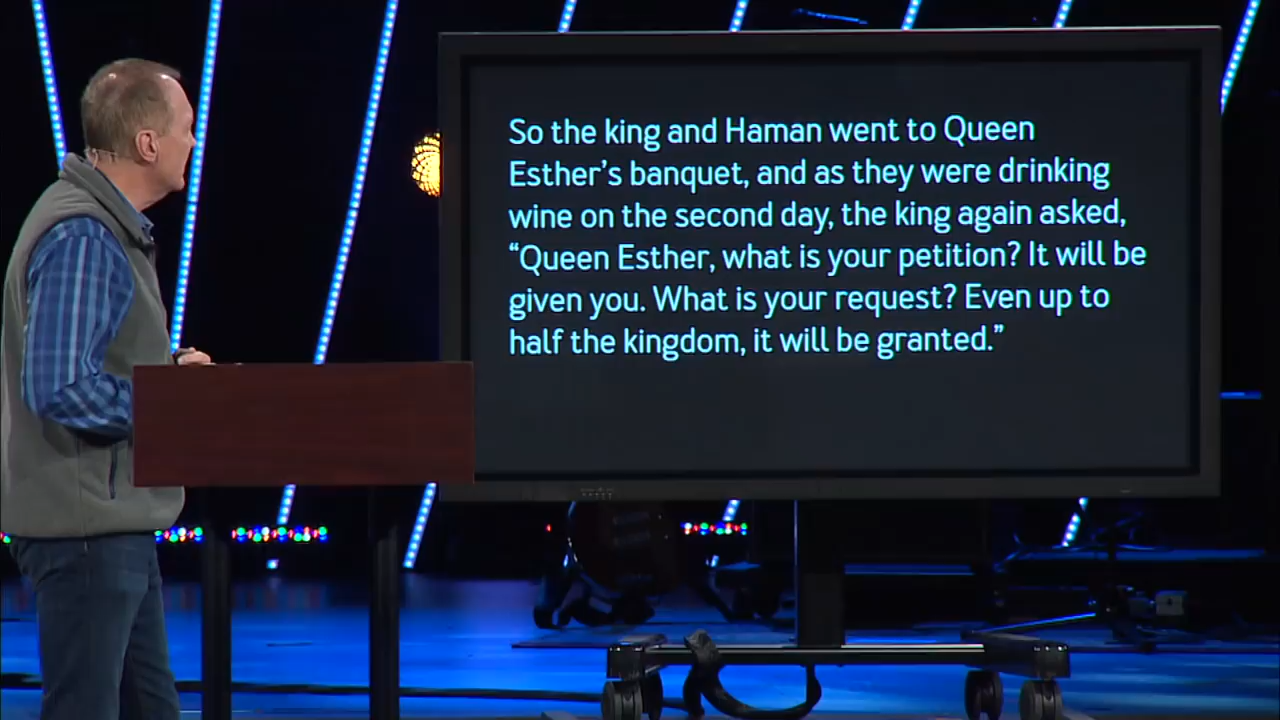 So the king and Haman went to Queen
Esther’s banquet, and as they were drinking
wine on the second day, the king again asked,
“Queen Esther, what is your petition? It will be
given you. What is your request? Even up to
half the kingdom, it will be granted.”